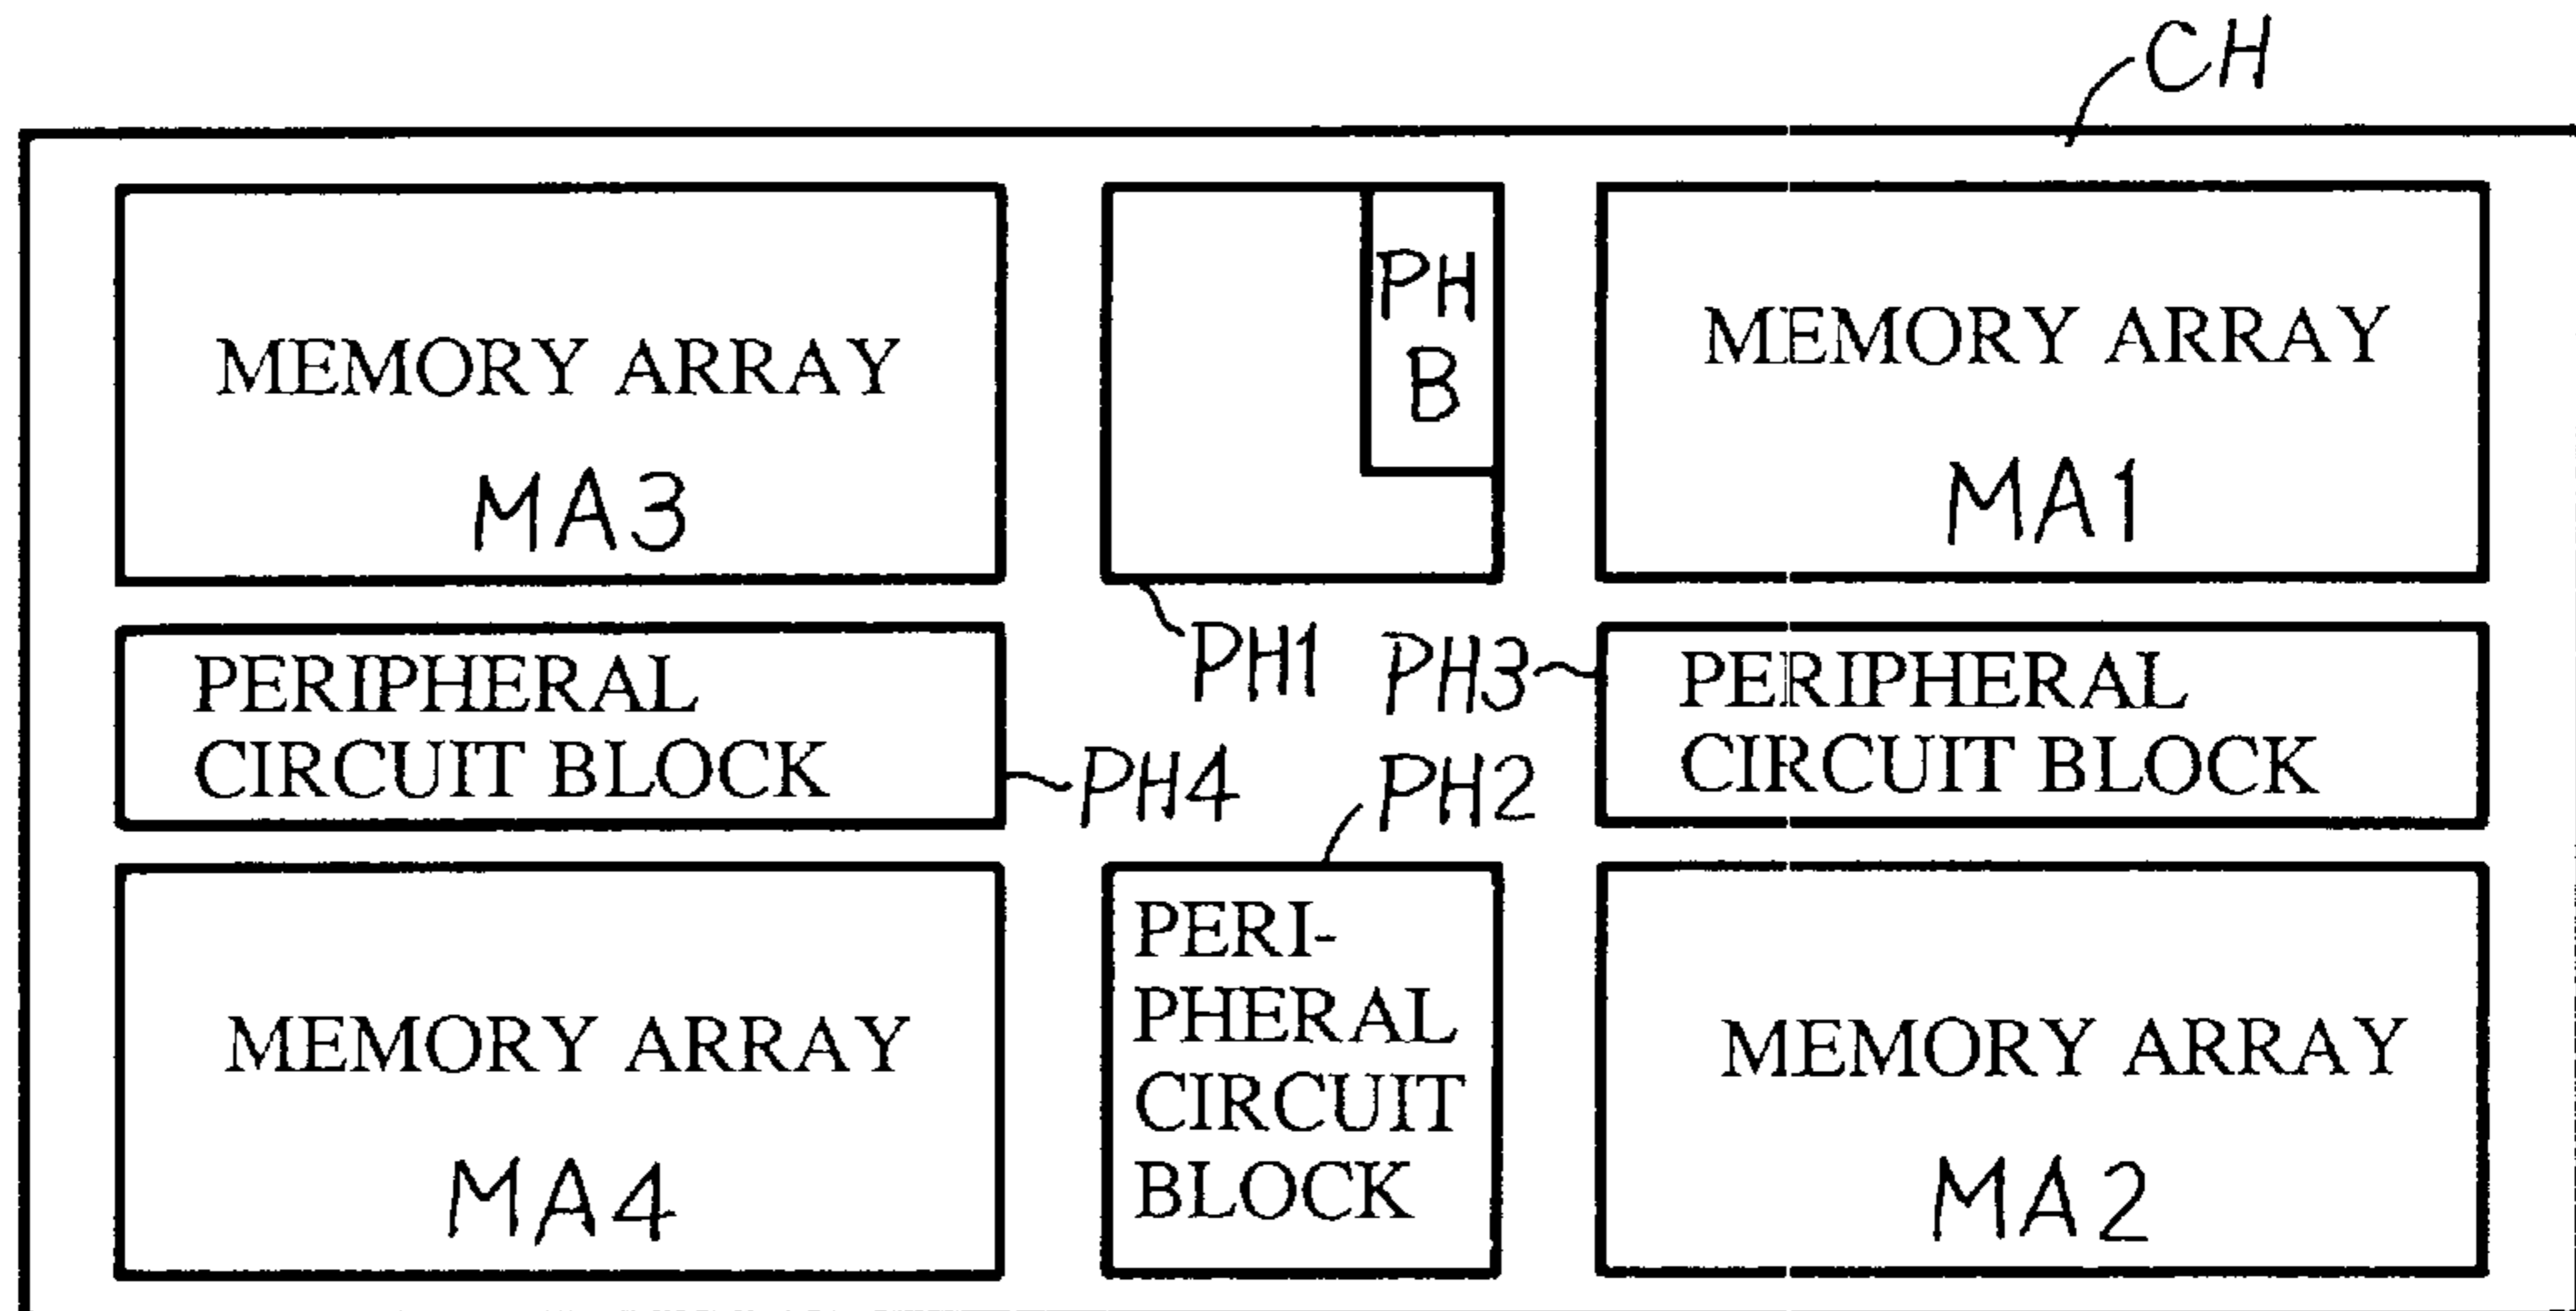 CH
MEMORY ARRAY
MA3
PH
B
MEMORY ARRAY
MA1
PH1
PERIPHERAL
CIRCUIT BLOCK
PH4
PH3
PERIPHERAL
CIRCUIT BLOCK
PH2
MEMORY ARRAY
MA4
PERI-
PHERAL
CIRCUIT
BLOCK
MEMORY ARRAY
MA2